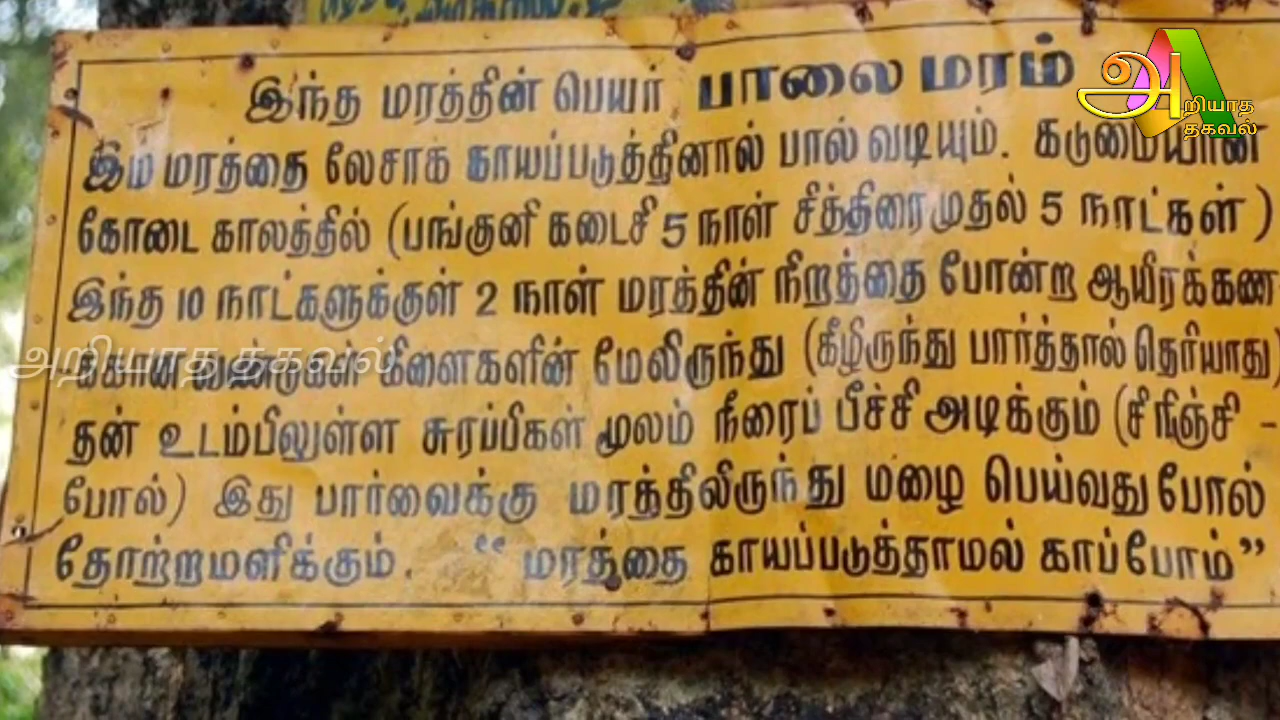 இந்த மரத்தின் பெயர் பாலை மரம்
இம் மரத்தை லேசாக காயப்படுத்தினால் பால் வடியும். கடுமையான
கோடை காலத்தில் (பங்குனி கடைசி 5 நாள் சித்திரை முதல் 5 நாட்கள்)
இந்த 10 நாட்களுக்குள் 2 நாள் மரத்தின் நிறத்தை போன்ற ஆயிரக்கண
கிளைகளின் மேலிருந்து (கீழிருந்து பார்த்தால் தெரியாது)
தன் உடம்பிலுள்ள சுரப்பிகள் மூலம் நீரைப் பீச்சி அடிக்கும் (சிரிஞ்சி -
போல்) இது பார்வைக்கு மரத்திலிருந்து மழை பெய்வது போல்
தோற்றமளிக்கும். "மரத்தை காயப்படுத்தாமல் காப்போம்"
அறியாத தகவல்
அறியாத
தகவல்